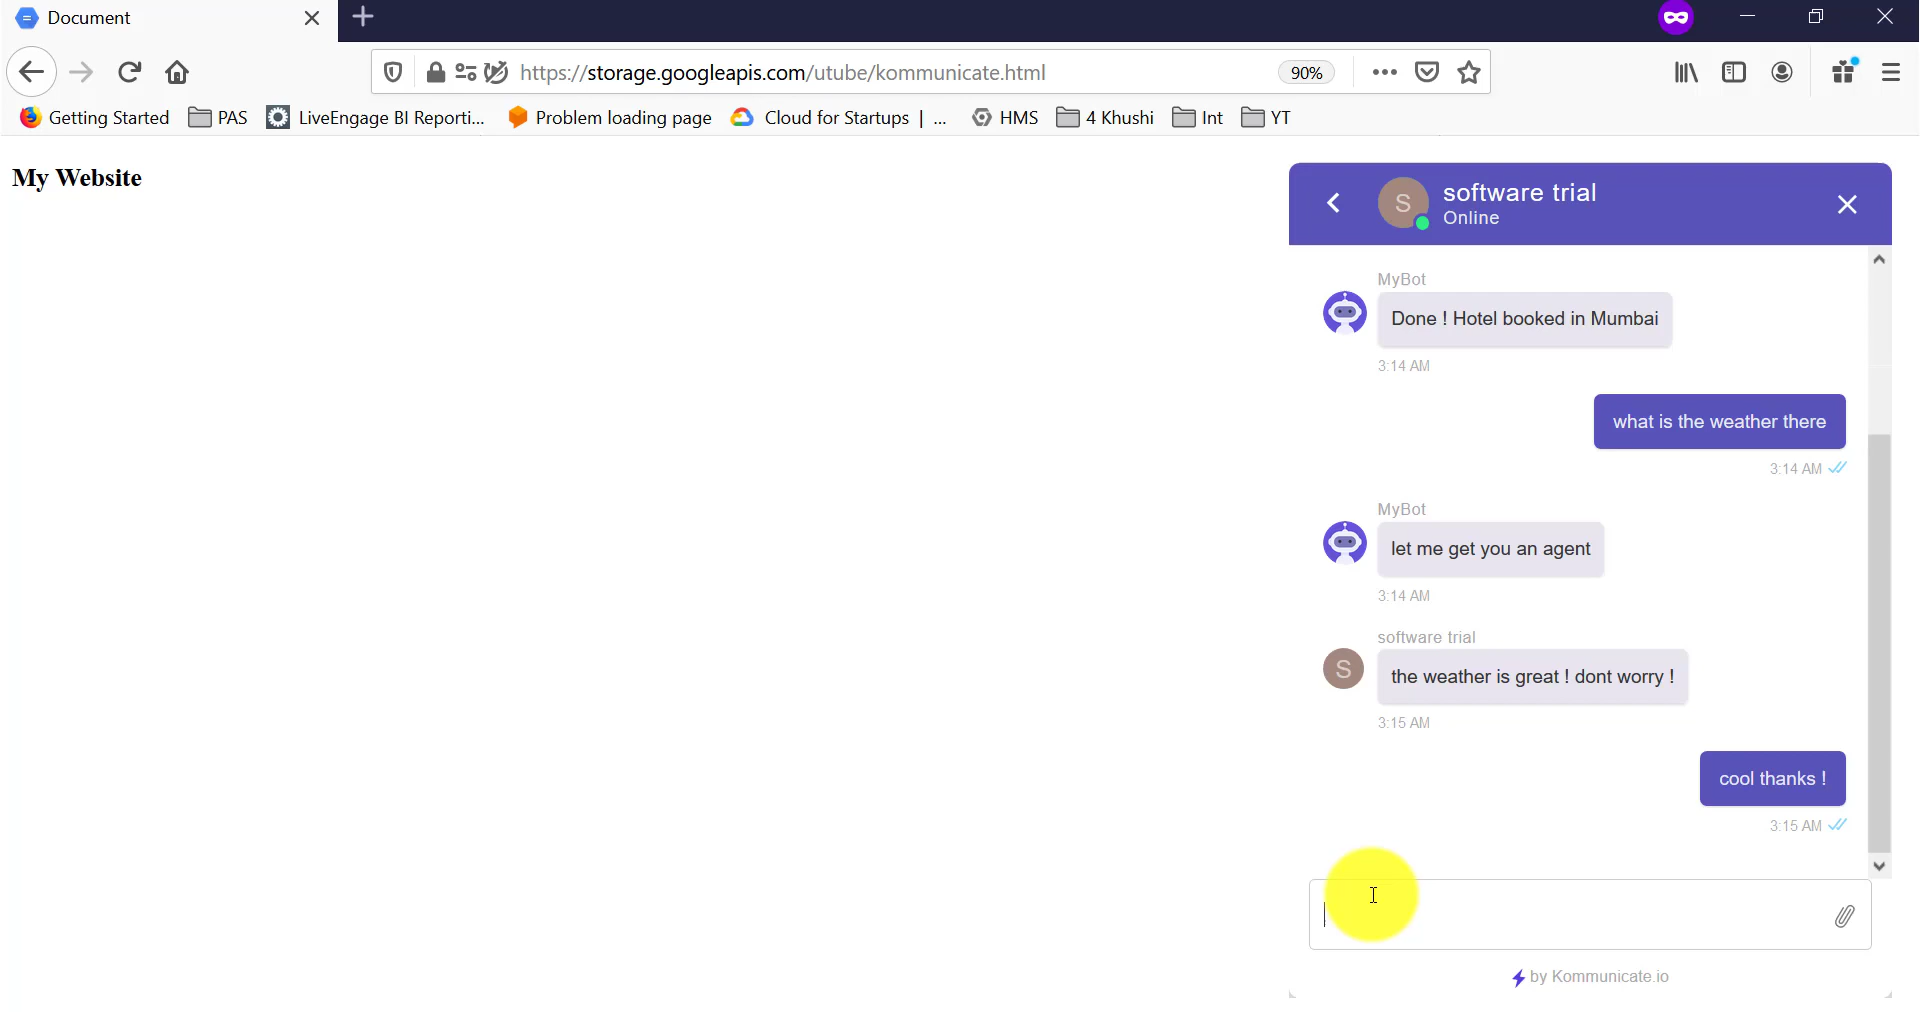 Document
https://storage.googleapis.com/utube/kommunicate.html
90%
Getting Started
PAS
LiveEngage BI Reporti...
Problem loading page
Cloud for Startups | ...
HMS
4 Khushi
Int
YT
My Website
S
software trial
Online
MyBot
Done ! Hotel booked in Mumbai
3:14 AM
what is the weather there
3:14 AM
MyBot
let me get you an agent
3:14 AM
software trial
S
the weather is great ! dont worry !
3:15 AM
cool thanks !
3:15 AM
by Kommunicate.io